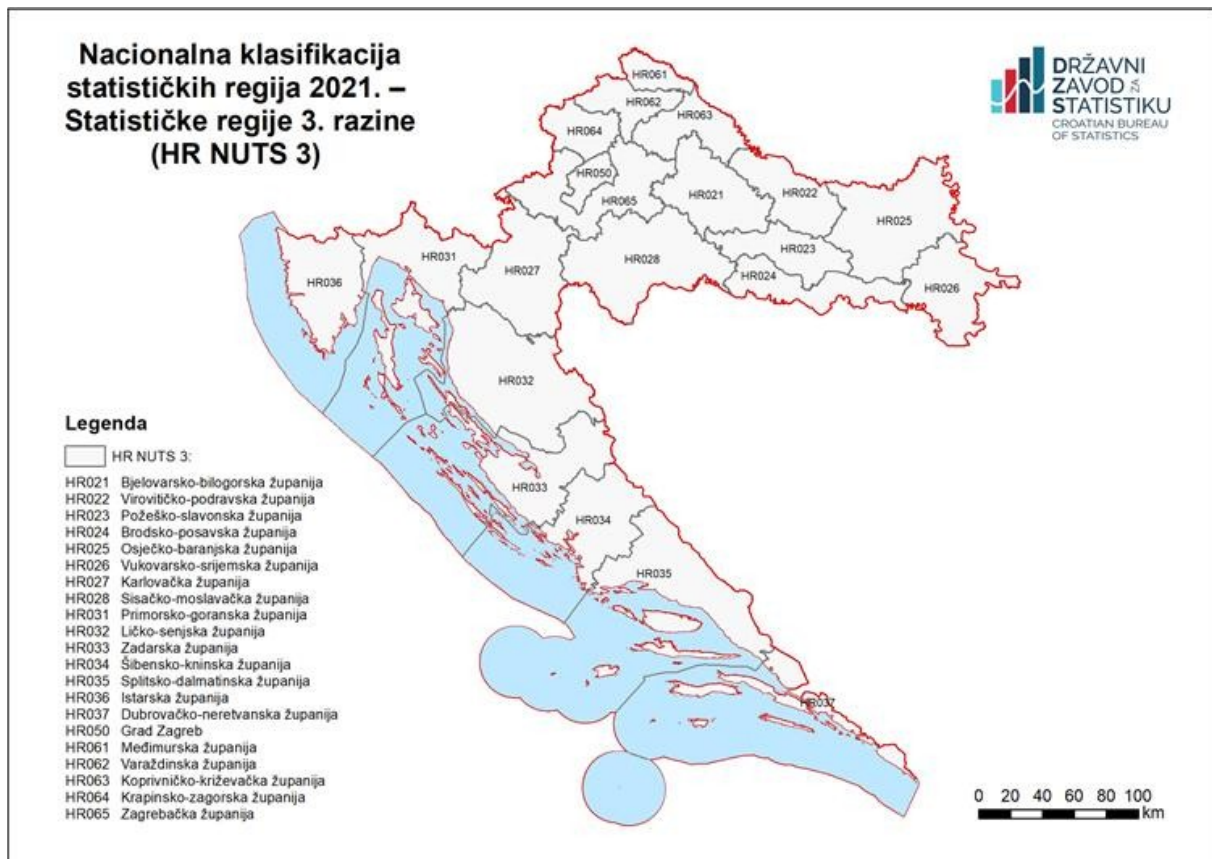 Nacionalna klasifikacija
statističkih regija 2021. –
Statističke regije 3. razine
(HR NUTS 3)
DRŽAVNI
ZAVOD ZA
STATISTIKU
CROATIAN BUREAU
OF STATISTICS
HR061
HR062
HR063
HR064
HR050
HR065
HR021
HR022
HR025
HR023
HR024
HR026
HR028
HR027
HR031
HR036
HR032
HR033
HR034
HR035
HR037
Legenda
HR NUTS 3:
HR021 Bjelovarsko-bilogorska županija
HR022 Virovitičko-podravska županija
HR023 Požeško-slavonska županija
HR024 Brodsko-posavska županija
HR025 Osječko-baranjska županija
HR026 Vukovarsko-srijemska županija
HR027 Karlovačka županija
HR028 Sisačko-moslavačka županija
HR031 Primorsko-goranska županija
HR032 Ličko-senjska županija
HR033 Zadarska županija
HR034 Šibensko-kninska županija
HR035 Splitsko-dalmatinska županija
HR036 Istarska županija
HR037 Dubrovačko-neretvanska županija
HR050 Grad Zagreb
HR061 Međimurska županija
HR062 Varaždinska županija
HR063 Koprivničko-križevačka županija
HR064 Krapinsko-zagorska županija
HR065 Zagrebačka županija
0 20 40 60 80 100
km